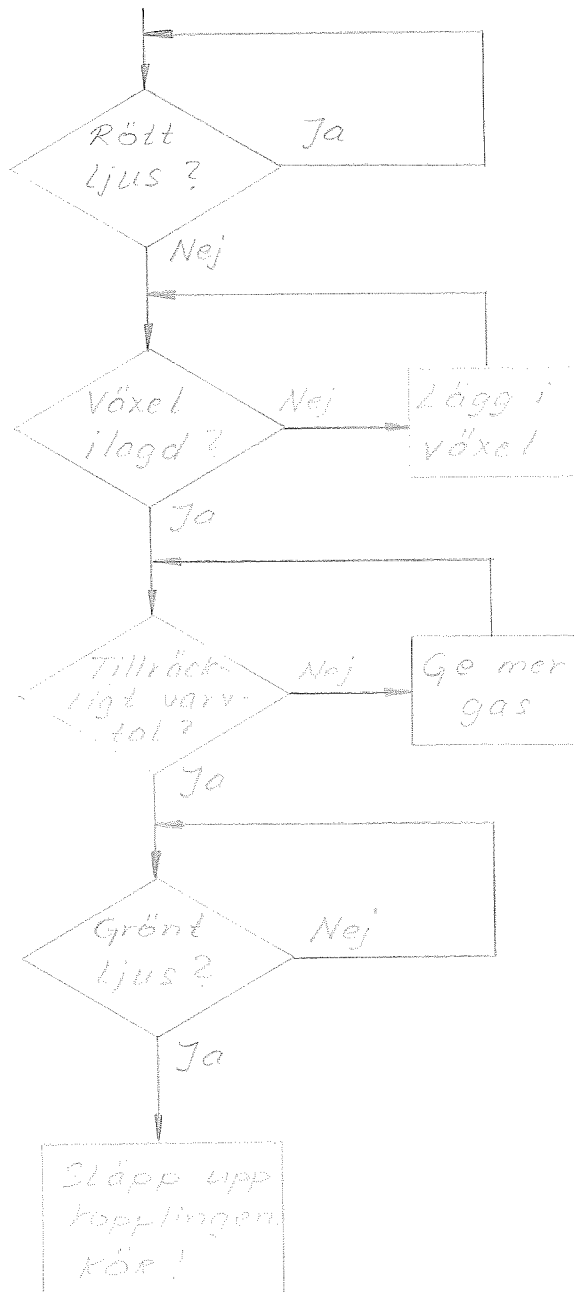 Rött
ljus?
Ja
Nej
Växel
ilagd?
Nej
Lägg i
växel
Ja
Tillräck-
ligt varv-
tal?
Nej
Ge mer
gas
Ja
Grönt
ljus?
Nej
Ja
Släpp upp
kopplingen.
KÖR!